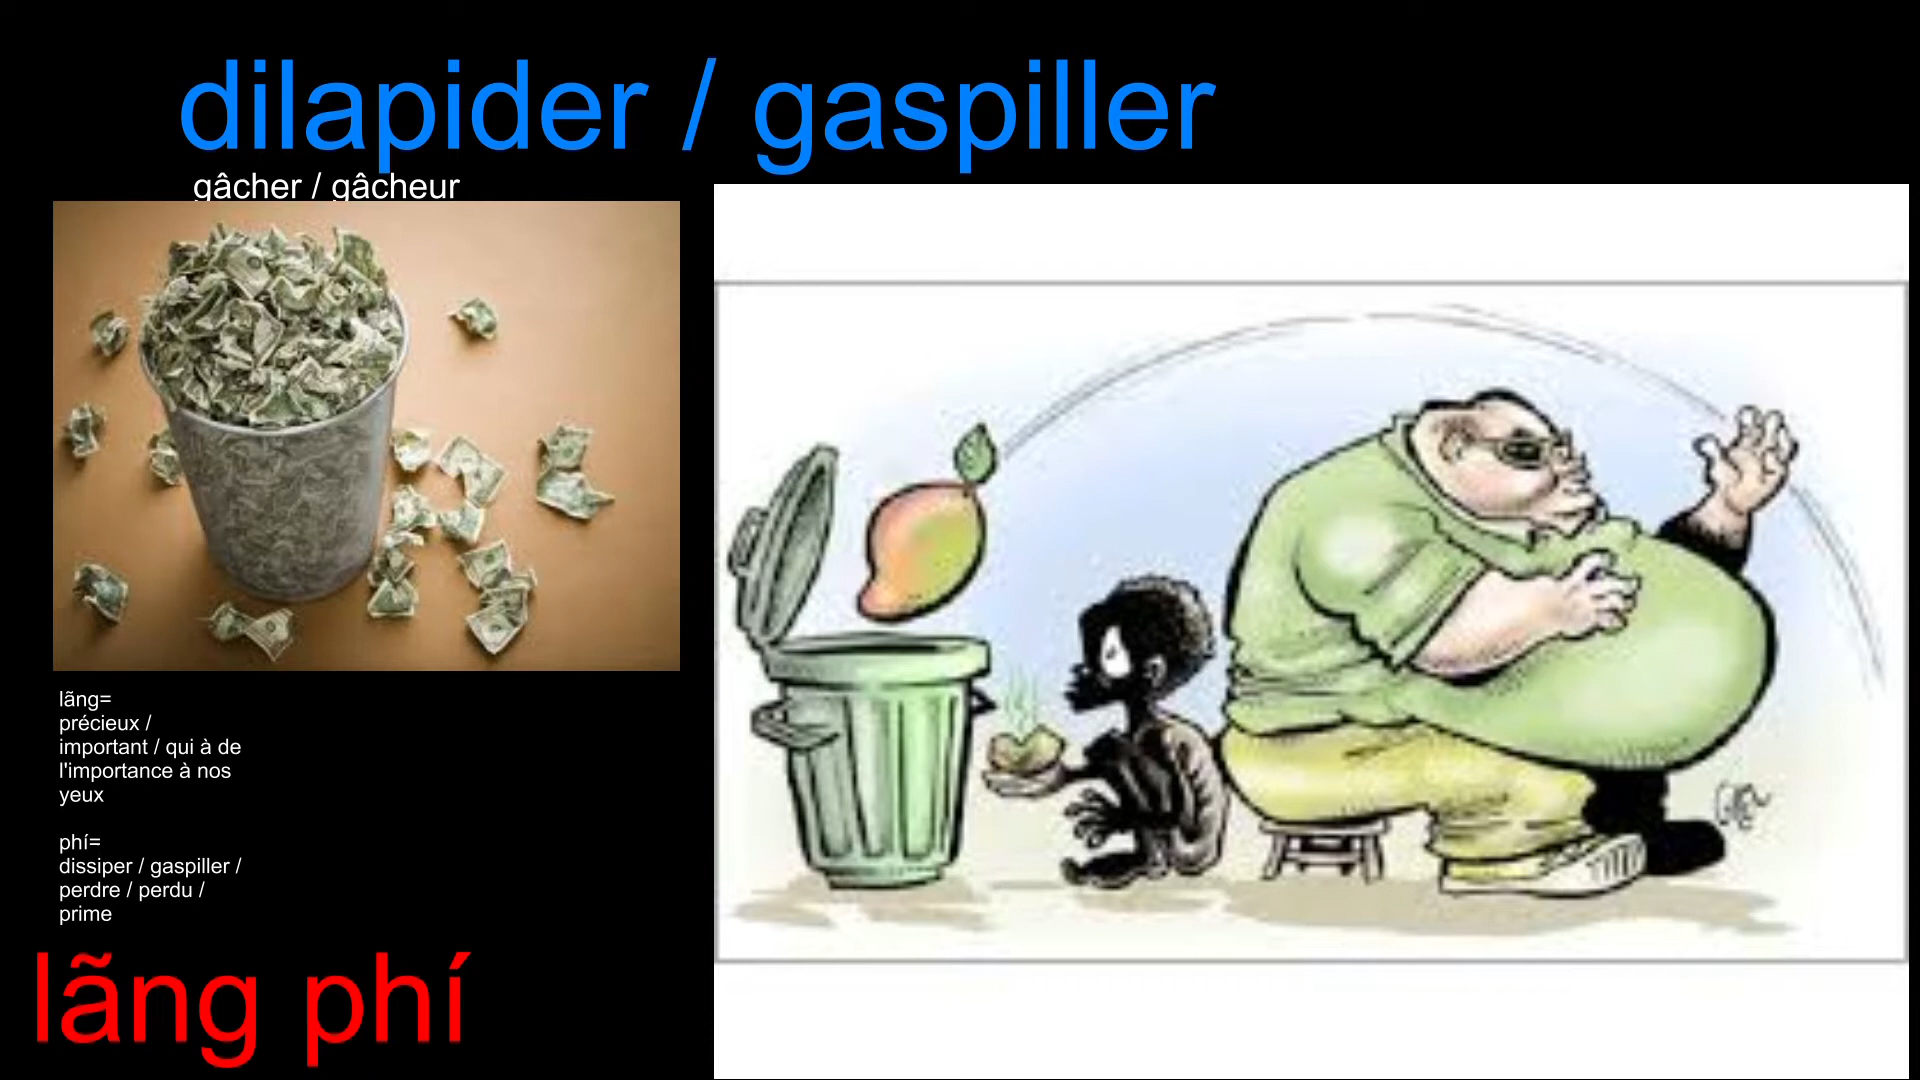 dilapider / gaspiller
gâcher / gâcheur
lãng=
précieux /
important / qui à de
l'importance à nos
yeux
phí=
dissiper / gaspiller /
perdre / perdu /
prime
lãng phí